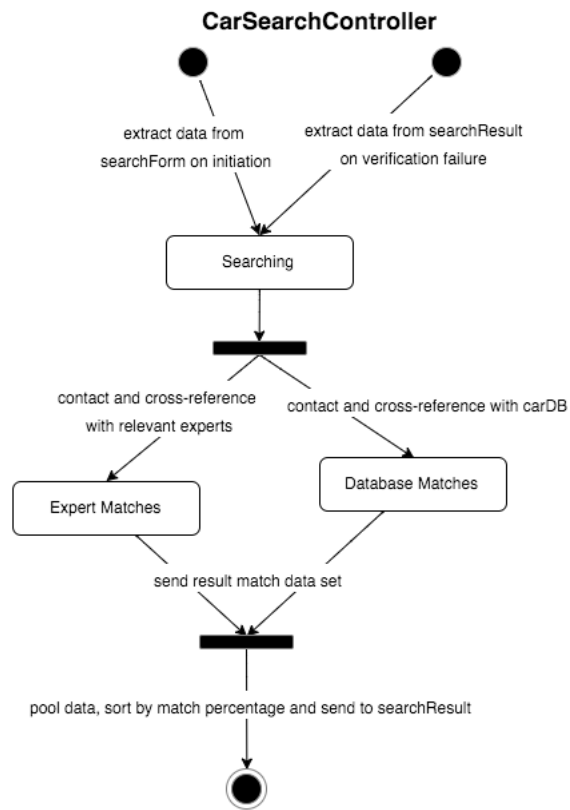 CarSearchController
extract data from
searchForm on initiation
extract data from searchResult
on verification failure
Searching
contact and cross-reference
with relevant experts
contact and cross-reference with carDB
Expert Matches
Database Matches
send result match data set
pool data, sort by match percentage and send to searchResult